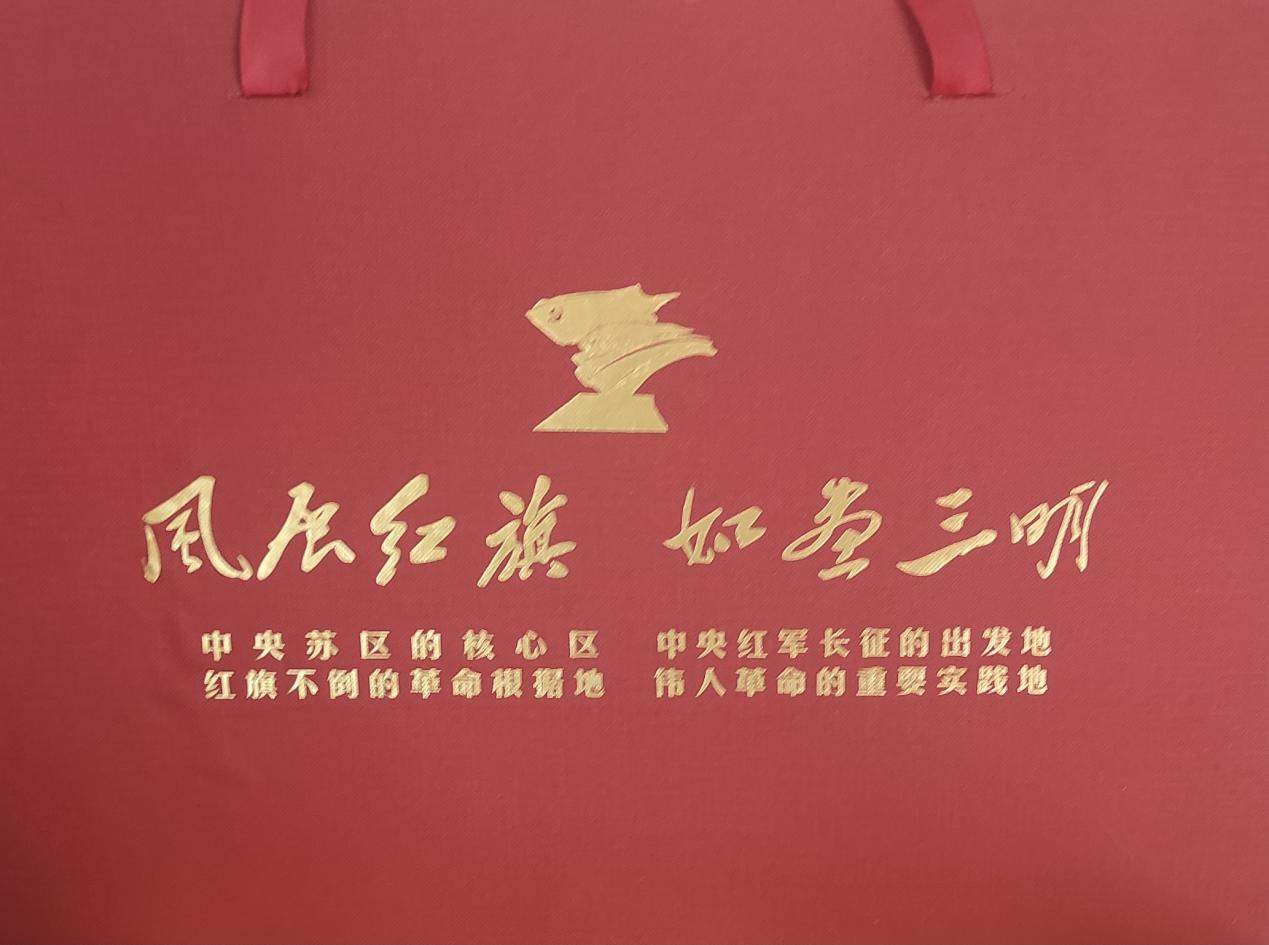 风展红旗 如画三明
中央苏区的核心区 中央红军长征的出发地
红旗不倒的革命根据地 伟人革命的重要实践地